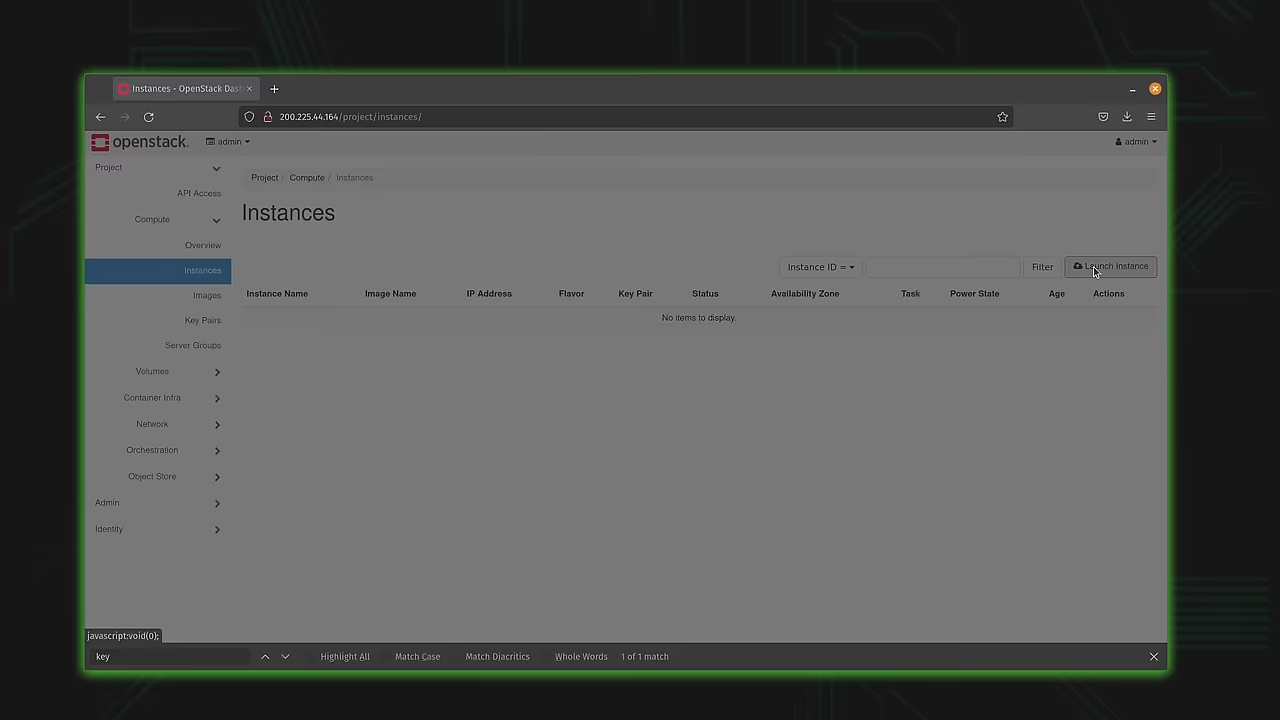 Instances - OpenStack Das
200.225.44.164/project/instances/
openstack. admin
admin
Project
API Access
Compute
Overview
Instances
Images
Key Pairs
Server Groups
Volumes
Container Infra
Network
Orchestration
Object Store
Admin
Identity
Project / Compute / Instances
Instances
Instance ID = Filter Launch Instance
Instance Name Image Name IP Address Flavor Key Pair Status Availability Zone Task Power State Age Actions
No items to display.
javascript:void(0);
key Highlight All Match Case Match Diacritics Whole Words 1 of 1 match